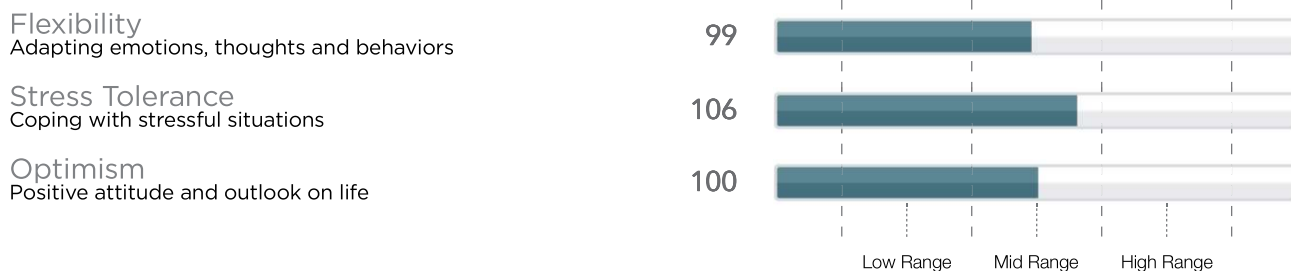 Flexibility
Adapting emotions, thoughts and behaviors
99
Stress Tolerance
Coping with stressful situations
106
Optimism
Positive attitude and outlook on life
100
Low Range Mid Range High Range